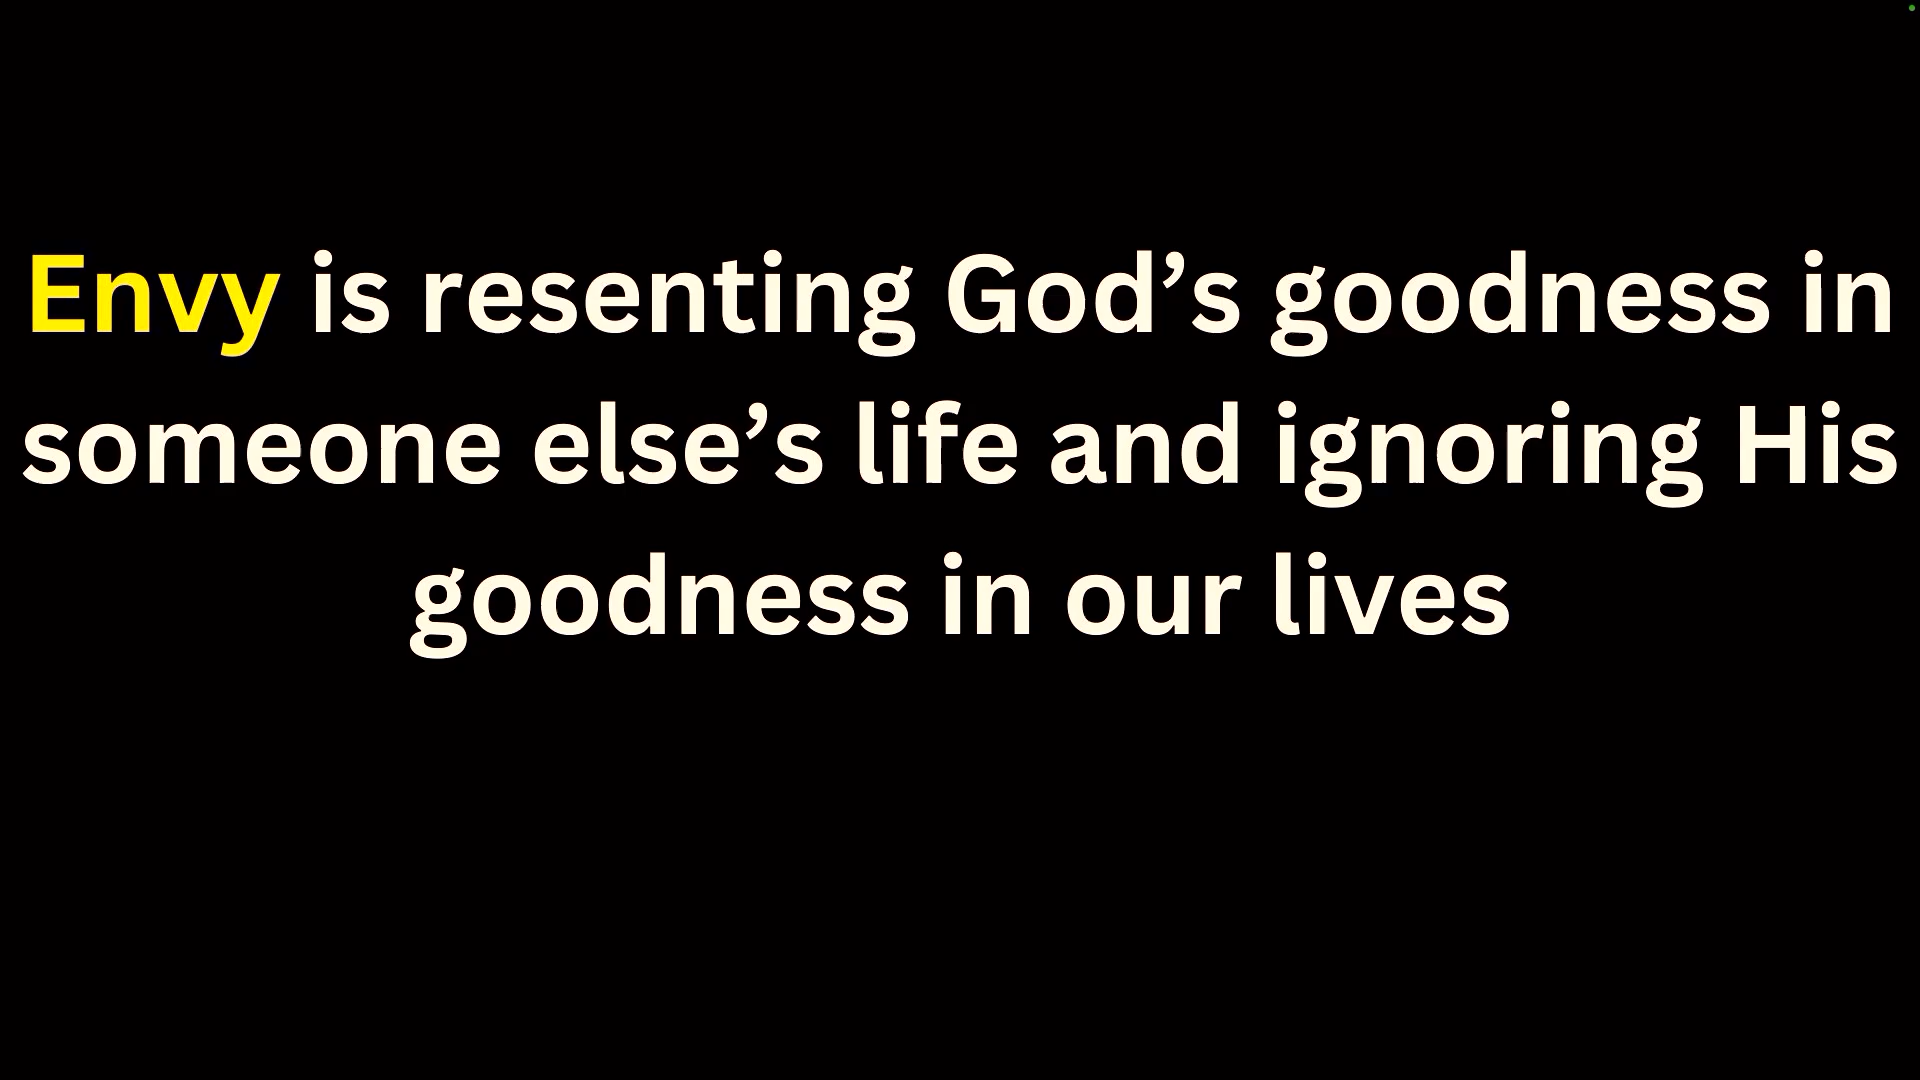 Envy is resenting God’s goodness in
someone else’s life and ignoring His
goodness in our lives